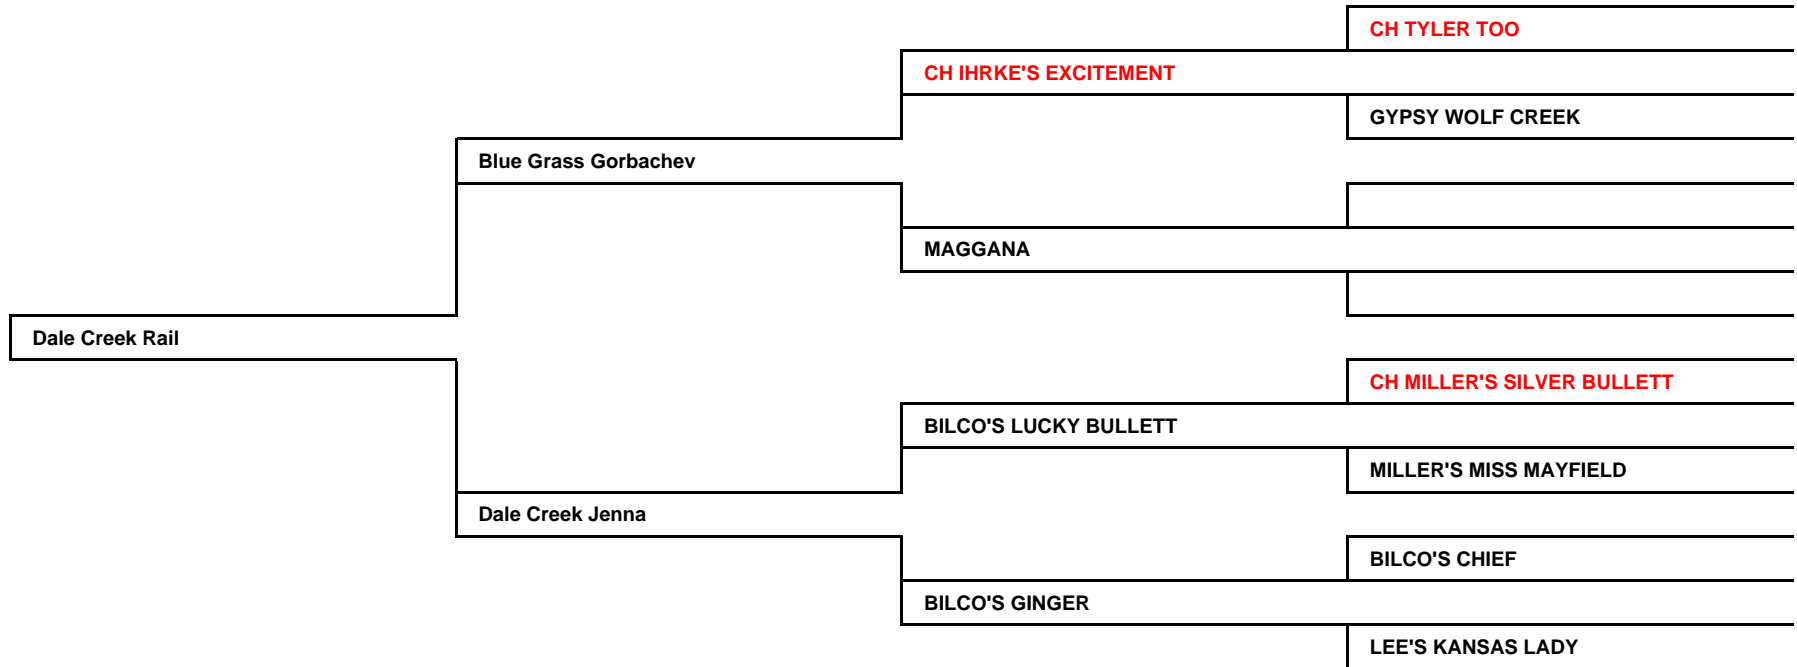 CH TYLER TOO
CH IHRKE'S EXCITEMENT
GYPSY WOLF CREEK
Blue Grass Gorbachev
MAGGANA
Dale Creek Rail
CH MILLER'S SILVER BULLETT
BILCO'S LUCKY BULLETT
MILLER'S MISS MAYFIELD
Dale Creek Jenna
BILCO'S CHIEF
BILCO'S GINGER
LEE'S KANSAS LADY